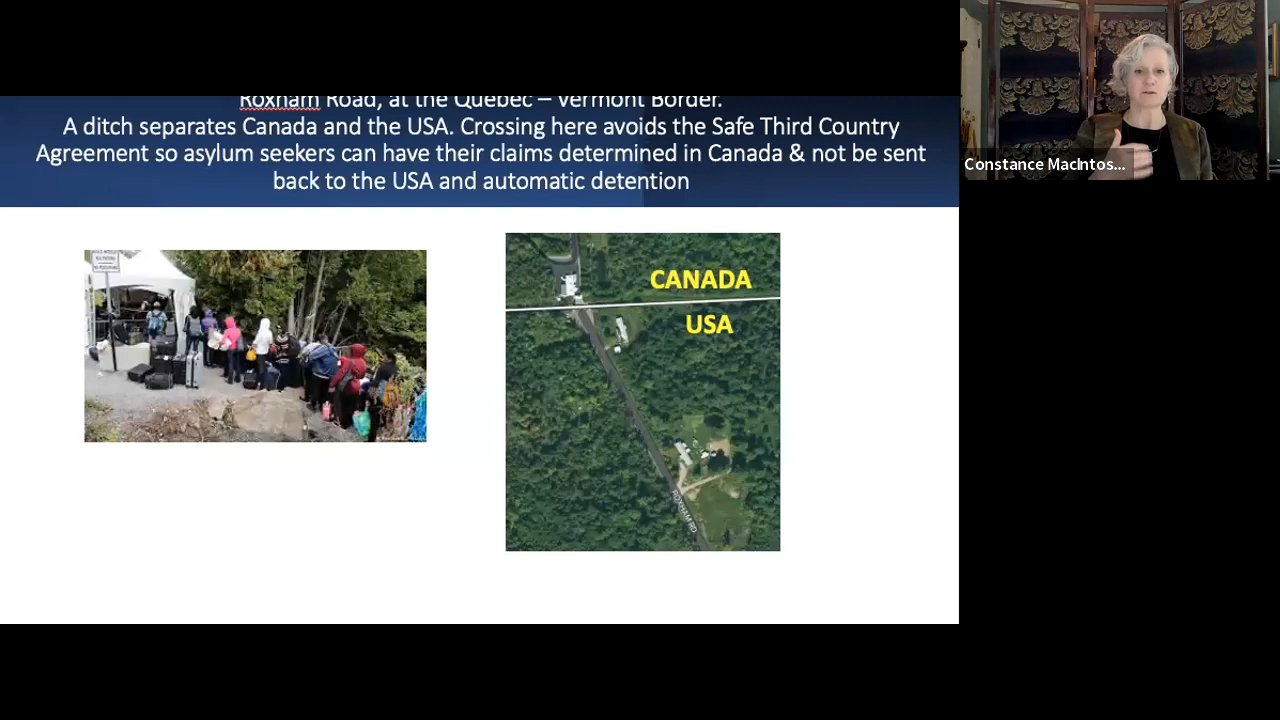 Roxham Road, at the Quebec – Vermont Border.
A ditch separates Canada and the USA. Crossing here avoids the Safe Third Country
Agreement so asylum seekers can have their claims determined in Canada & not be sent
back to the USA and automatic detention
Constance MacIntos...
CANADA
USA
ROXHAM RD